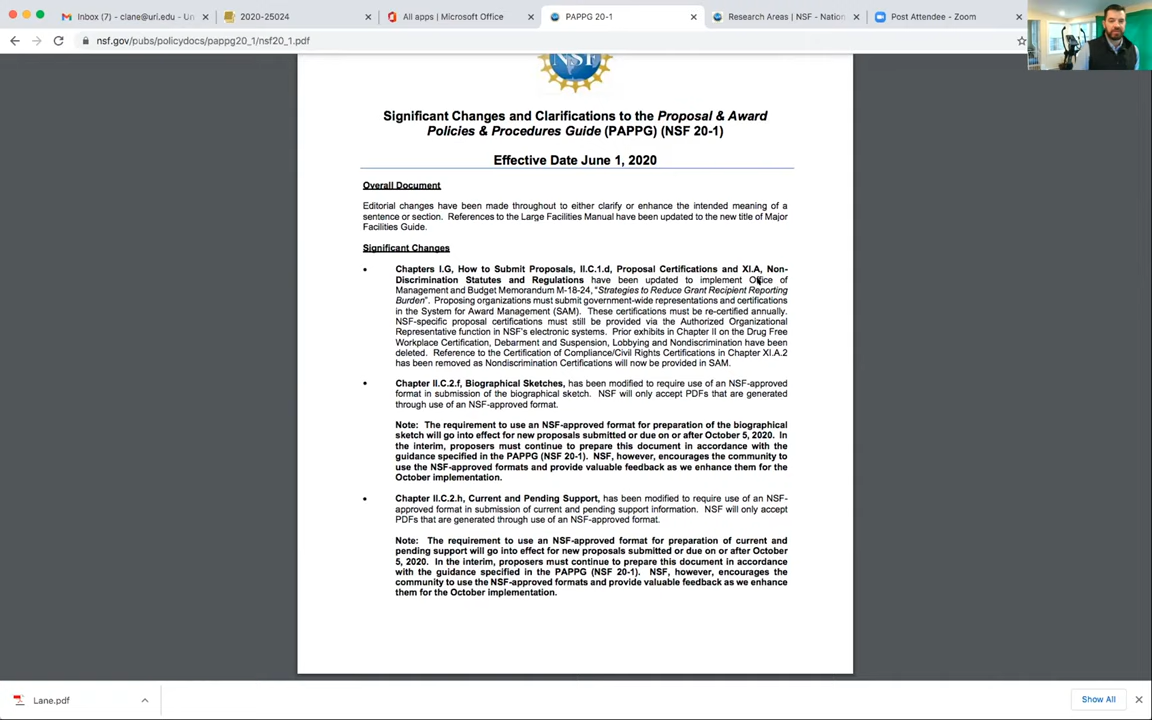 Inbox (7) - clane@uri.edu - Un
2020-25024
All apps | Microsoft Office
PAPPG 20-1
Research Areas | NSF - Nation
Post Attendee - Zoom
nsf.gov/pubs/policydocs/pappg20_1/nsf20_1.pdf
NSF
Significant Changes and Clarifications to the Proposal & Award
Policies & Procedures Guide (PAPPG) (NSF 20-1)
Effective Date June 1, 2020
Overall Document
Editorial changes have been made throughout to either clarify or enhance the intended meaning of a
sentence or section. References to the Large Facilities Manual have been updated to the new title of Major
Facilities Guide.
Significant Changes
• Chapters I.G, How to Submit Proposals, II.C.1.d, Proposal Certifications and XI.A, Non-
Discrimination Statutes and Regulations have been updated to implement Office of
Management and Budget Memorandum M-18-24, "Strategies to Reduce Grant Recipient Reporting
Burden". Proposing organizations must submit government-wide representations and certifications
in the System for Award Management (SAM). These certifications must be re-certified annually.
NSF-specific proposal certifications must still be provided via the Authorized Organizational
Representative function in NSF's electronic systems. Prior exhibits in Chapter II on the Drug Free
Workplace Certification, Debarment and Suspension, Lobbying and Nondiscrimination have been
deleted. Reference to the Certification of Compliance/Civil Rights Certifications in Chapter XI.A.2
has been removed as Nondiscrimination Certifications will now be provided in SAM.
• Chapter II.C.2.f, Biographical Sketches, has been modified to require use of an NSF-approved
format in submission of the biographical sketch. NSF will only accept PDFs that are generated
through use of an NSF-approved format.
Note: The requirement to use an NSF-approved format for preparation of the biographical
sketch will go into effect for new proposals submitted or due on or after October 5, 2020. In
the interim, proposers must continue to prepare this document in accordance with the
guidance specified in the PAPPG (NSF 20-1). NSF, however, encourages the community to
use the NSF-approved formats and provide valuable feedback as we enhance them for the
October implementation.
• Chapter II.C.2.h, Current and Pending Support, has been modified to require use of an NSF-
approved format in submission of current and pending support information. NSF will only accept
PDFs that are generated through use of an NSF-approved format.
Note: The requirement to use an NSF-approved format for preparation of current and
pending support will go into effect for new proposals submitted or due on or after October
5, 2020. In the interim, proposers must continue to prepare this document in accordance
with the guidance specified in the PAPPG (NSF 20-1). NSF, however, encourages the
community to use the NSF-approved formats and provide valuable feedback as we enhance
them for the October implementation.
Lane.pdf
Show All